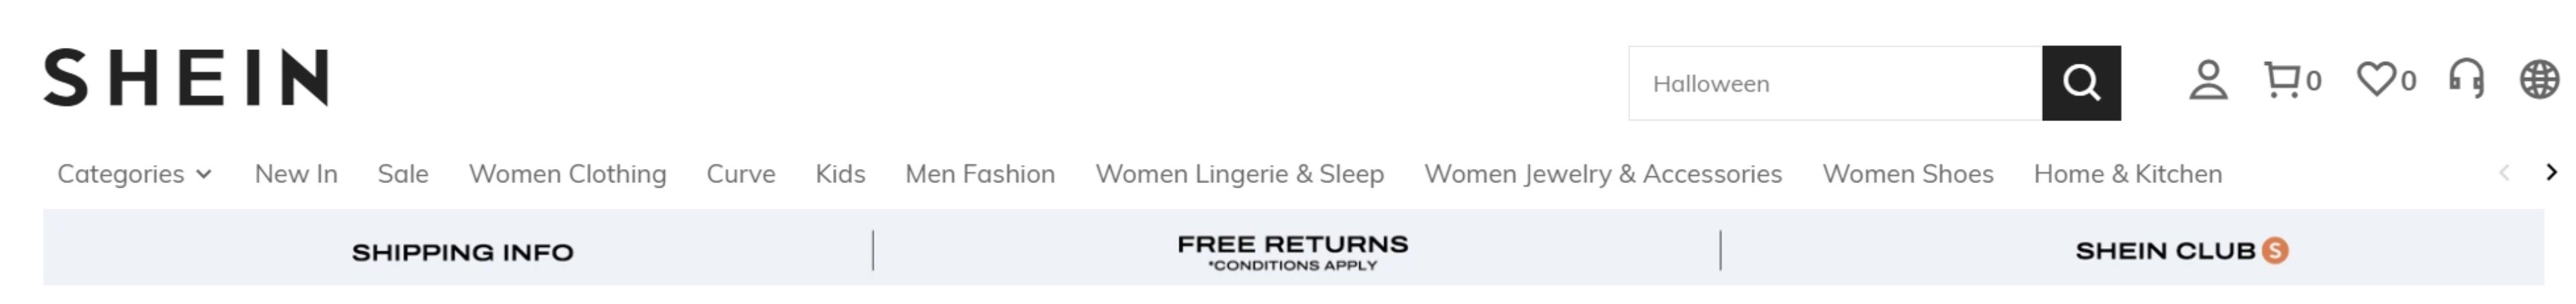 SHEIN
Halloween
0
0
Categories New In Sale Women Clothing Curve Kids Men Fashion Women Lingerie & Sleep Women Jewelry & Accessories Women Shoes Home & Kitchen
SHIPPING INFO
FREE RETURNS
*CONDITIONS APPLY
SHEIN CLUB S